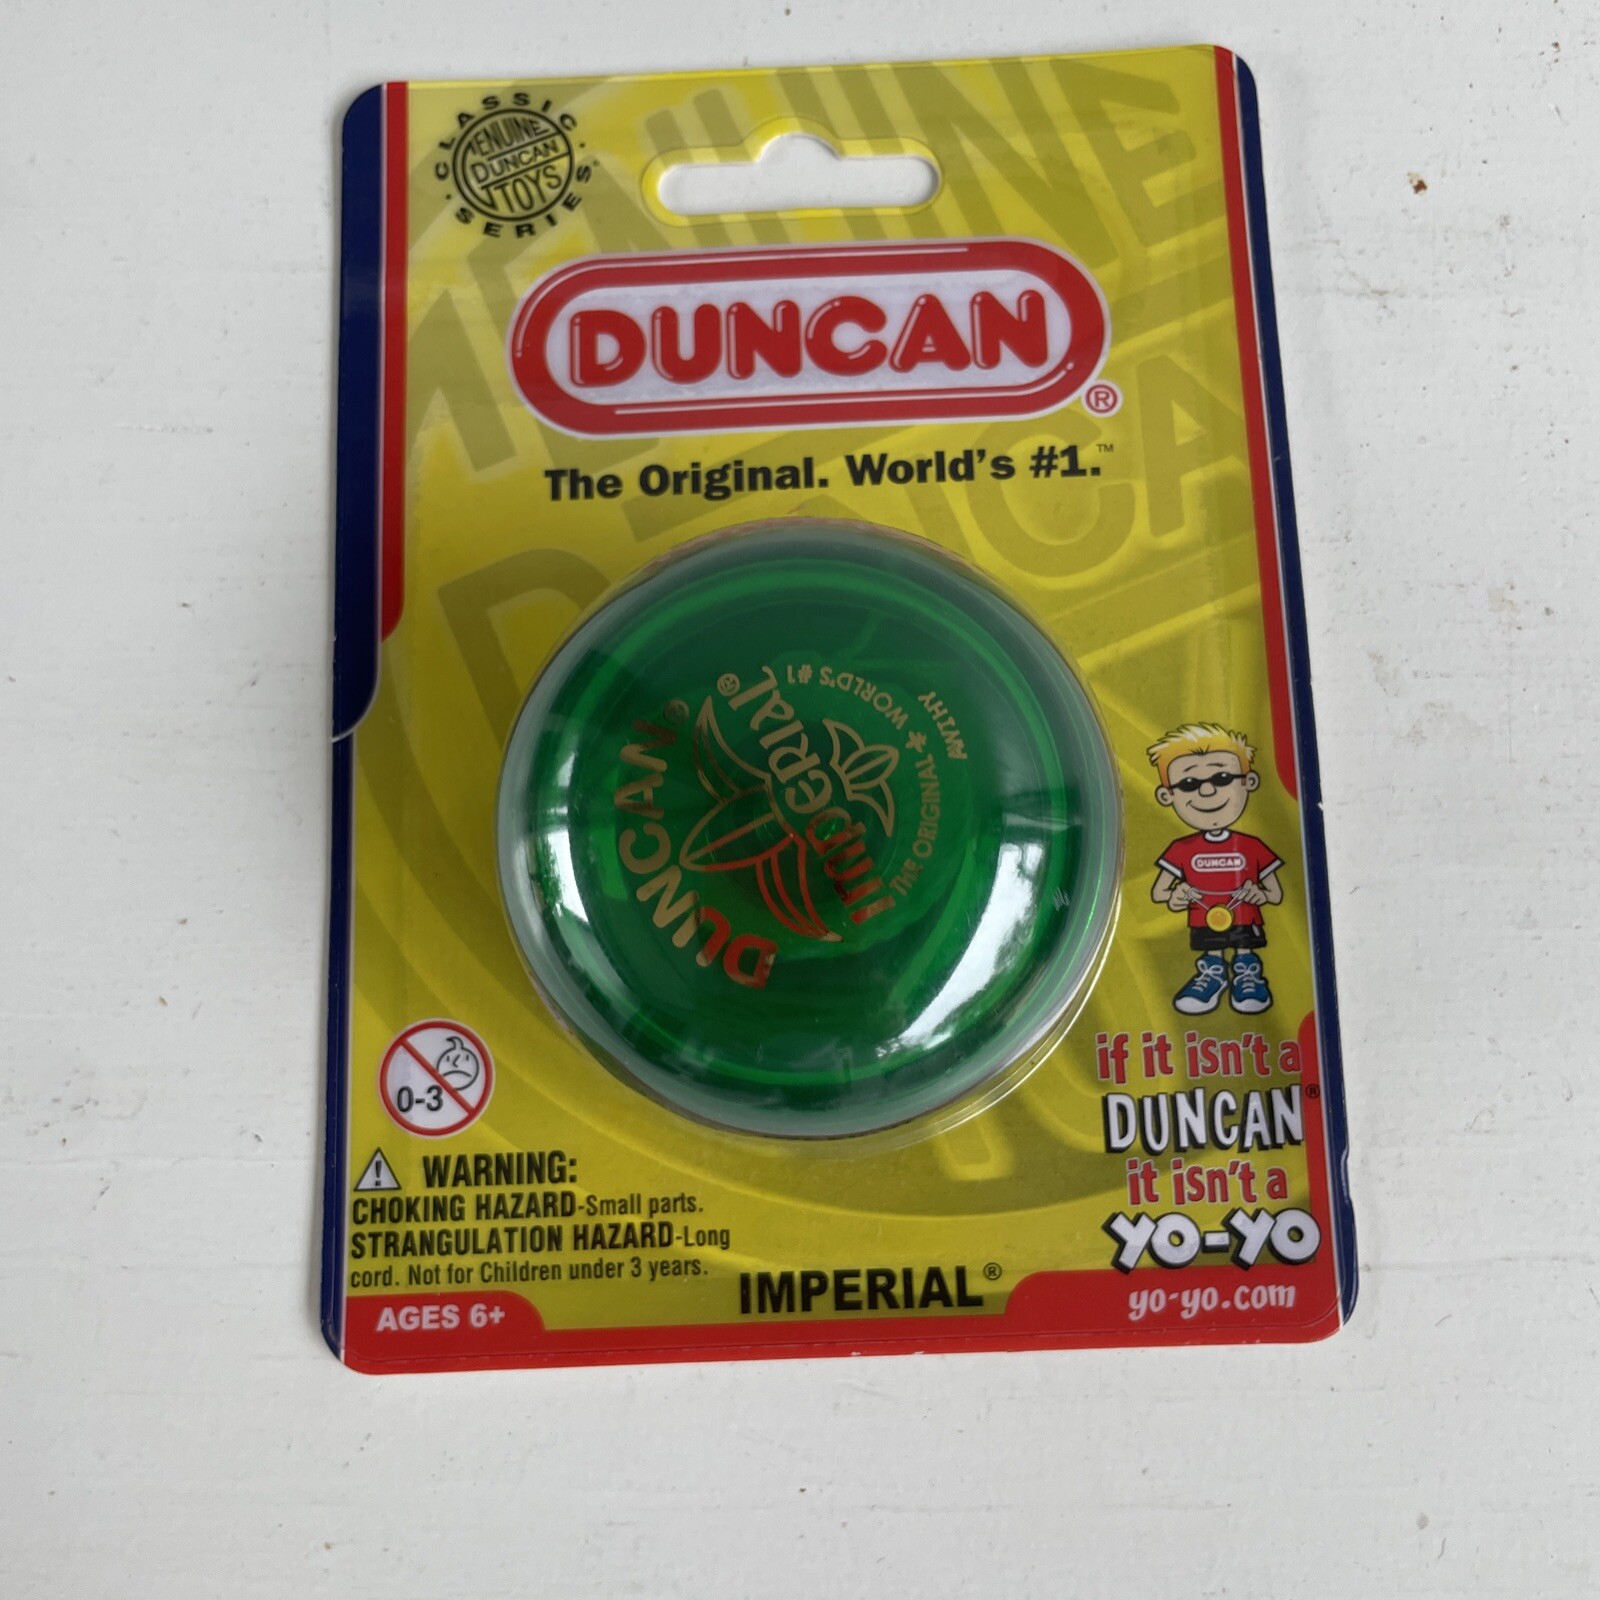 CLASSIC
GENUINE
DUNCAN
TOYS
SERIES®
DUNCAN®
The Original. World's #1.™
DUNCAN®
IMPERIAL®
THE ORIGINAL * WORLD'S #1
DUNCAN
if it isn't a
DUNCAN®
it isn't a
YO-YO
0-3
WARNING:
CHOKING HAZARD-Small parts.
STRANGULATION HAZARD-Long
cord. Not for Children under 3 years.
IMPERIAL®
AGES 6+
yo-yo.com